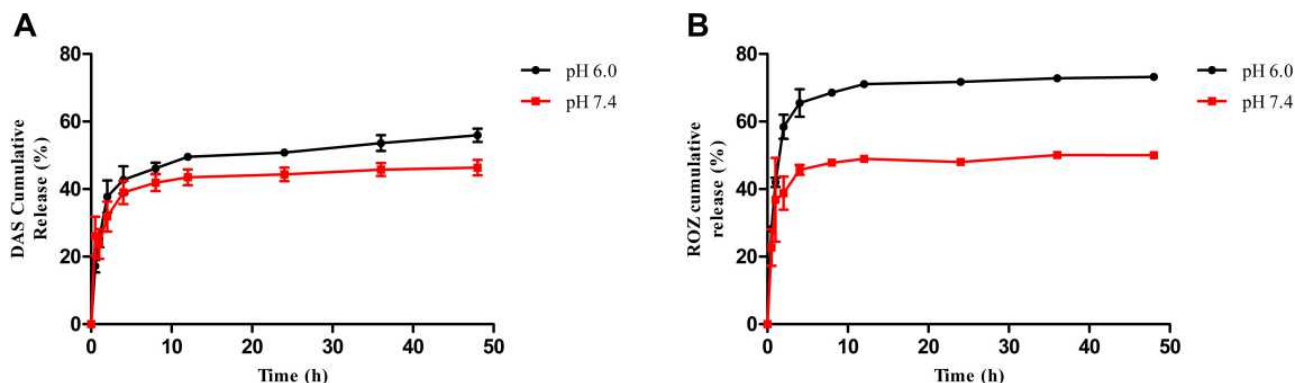 A
DAS Cumulative
Release (%)
80
60
40
20
0
0 10 20 30 40 50
Time (h)
pH 6.0
pH 7.4
B
ROZ cumulative
release (%)
80
60
40
20
0
0 10 20 30 40 50
Time (h)
pH 6.0
pH 7.4